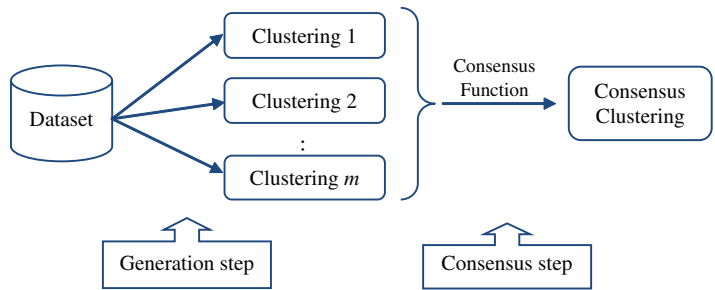 Dataset
Clustering 1
Clustering 2
:
Clustering m
Consensus
Function
Consensus
Clustering
Generation step
Consensus step